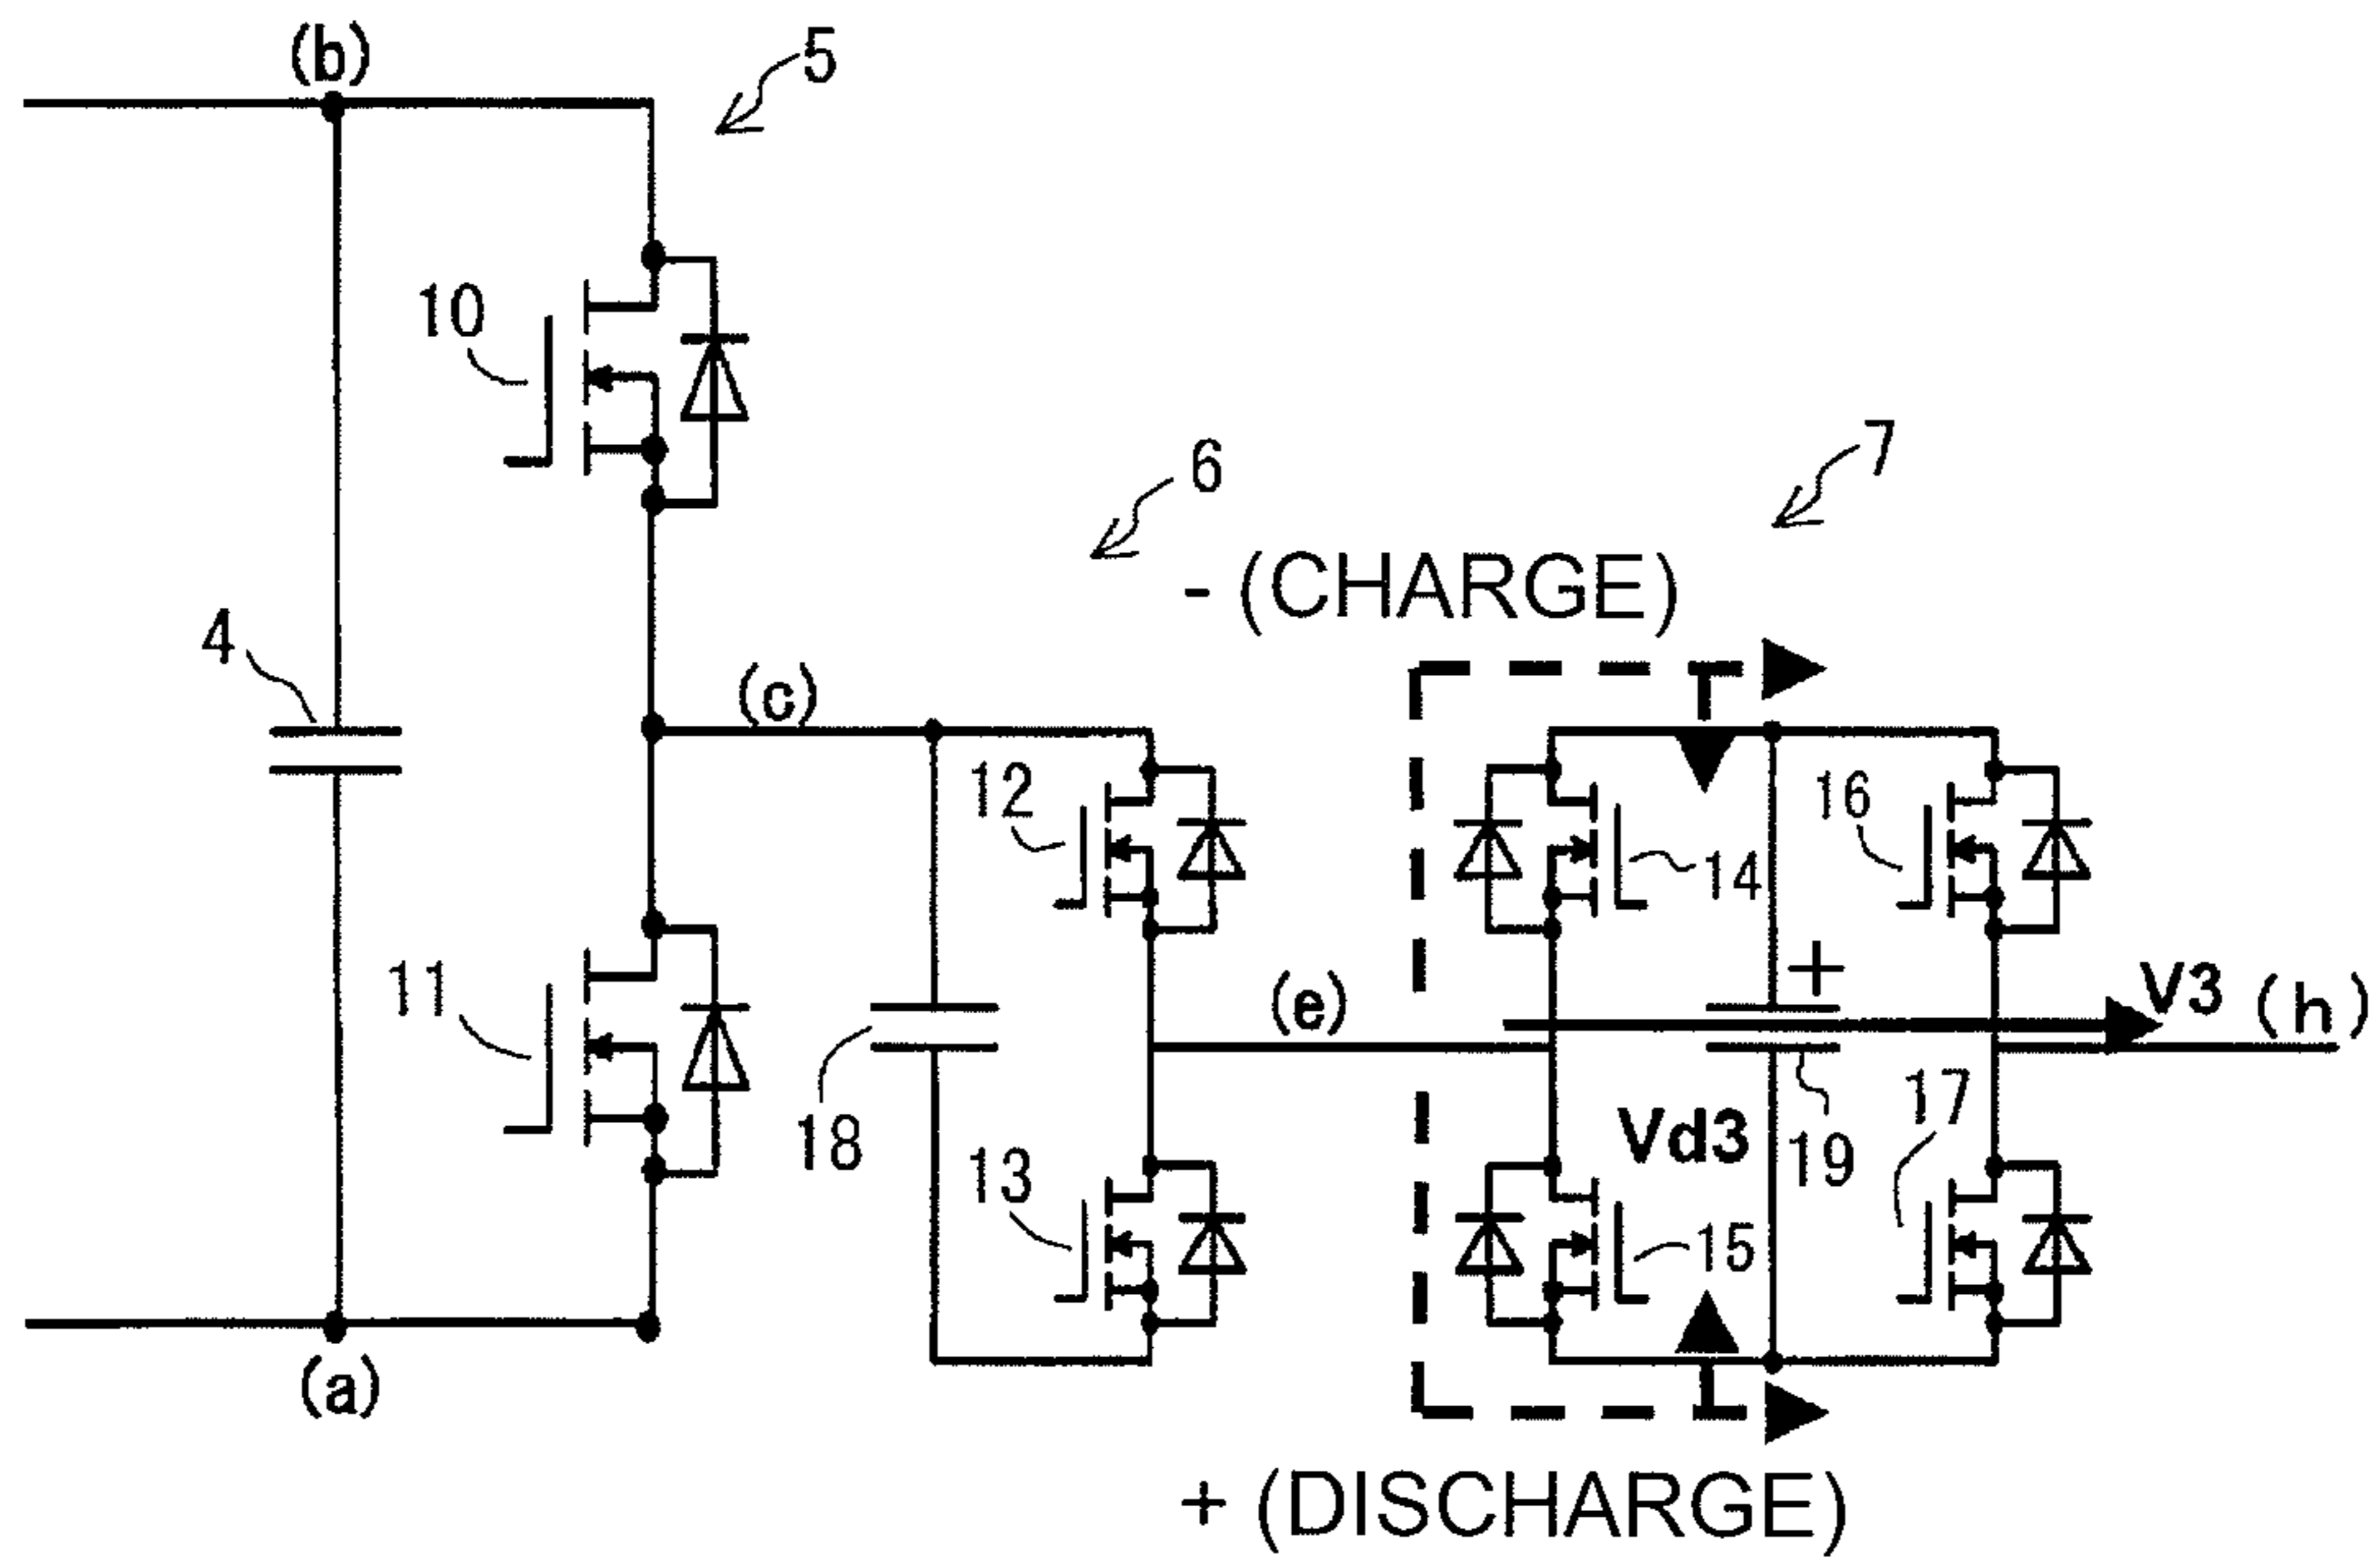 (b)
5
10
6
7
- (CHARGE)
4
(c)
12
14
16
11
(e)
+
V3 (h)
18
13
Vd3
19
17
15
(a)
+ (DISCHARGE)